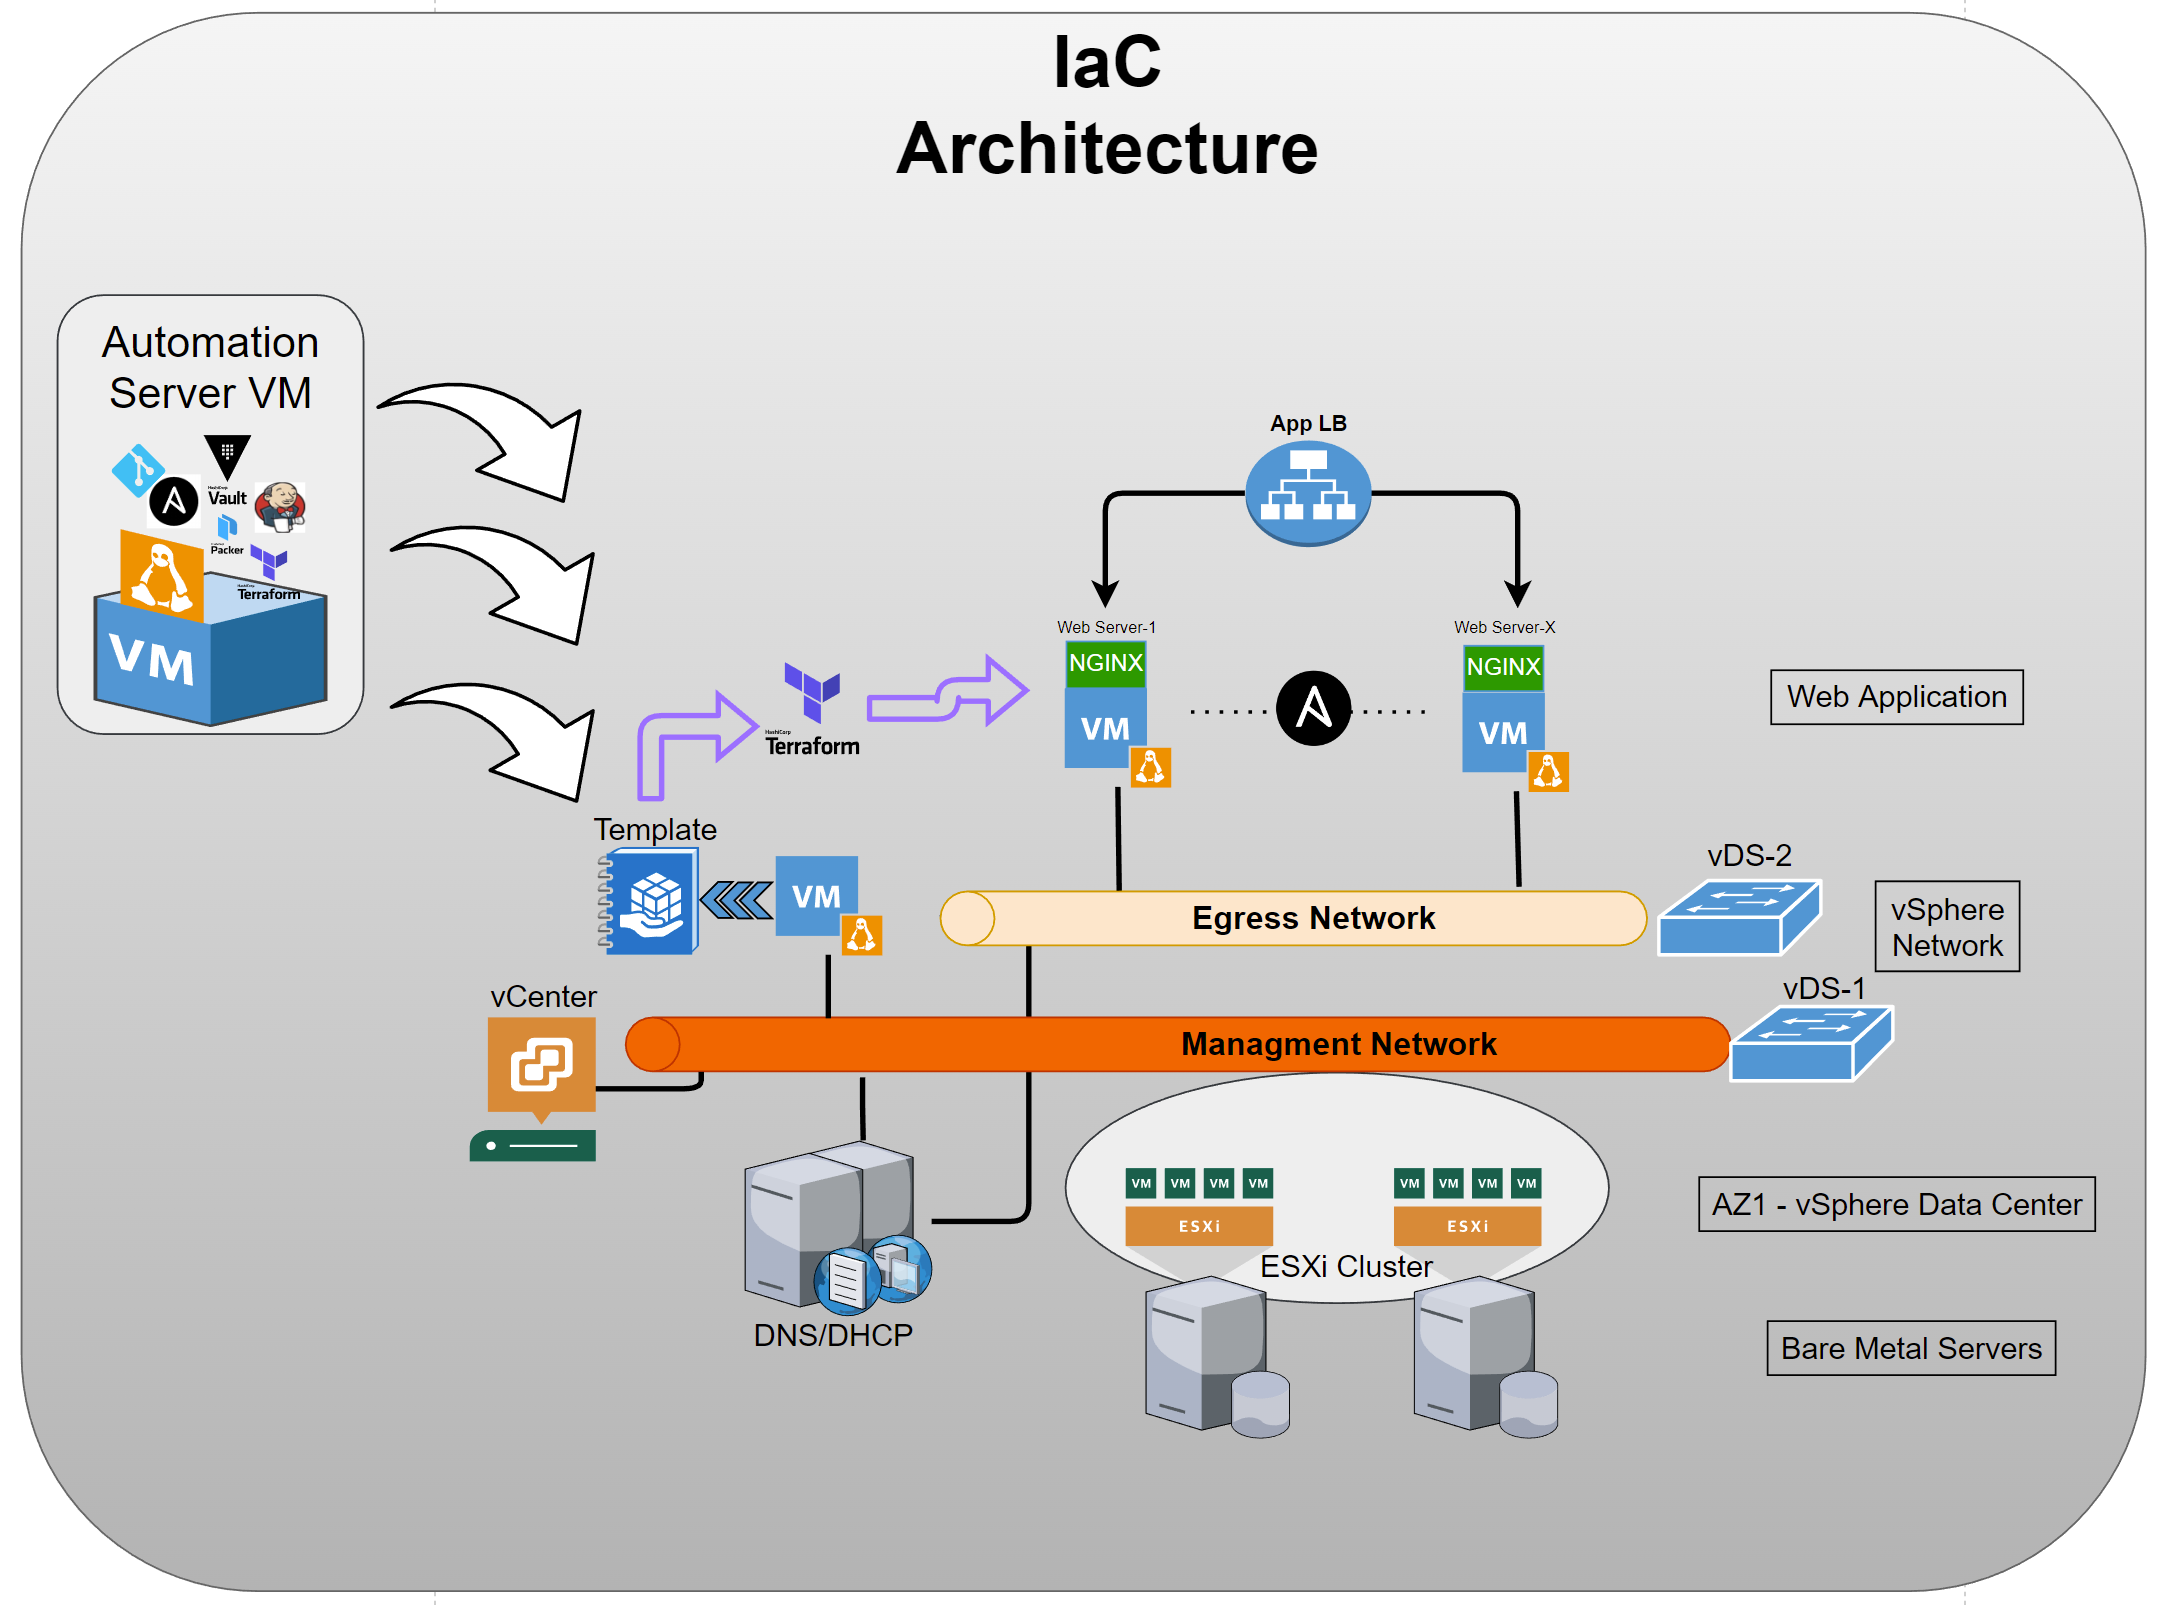 IaC
Architecture
Automation
Server VM
HashiCorp
Vault
Packer
HashiCorp
Terraform
VM
App LB
Web Server-1
NGINX
VM
Web Server-X
NGINX
VM
Web Application
HashiCorp
Terraform
Template
VM
vDS-2
Egress Network
vSphere
Network
vCenter
vDS-1
Managment Network
VM VM VM VM
ESXi
VM VM VM VM
ESXi
ESXi Cluster
AZ1 - vSphere Data Center
DNS/DHCP
Bare Metal Servers